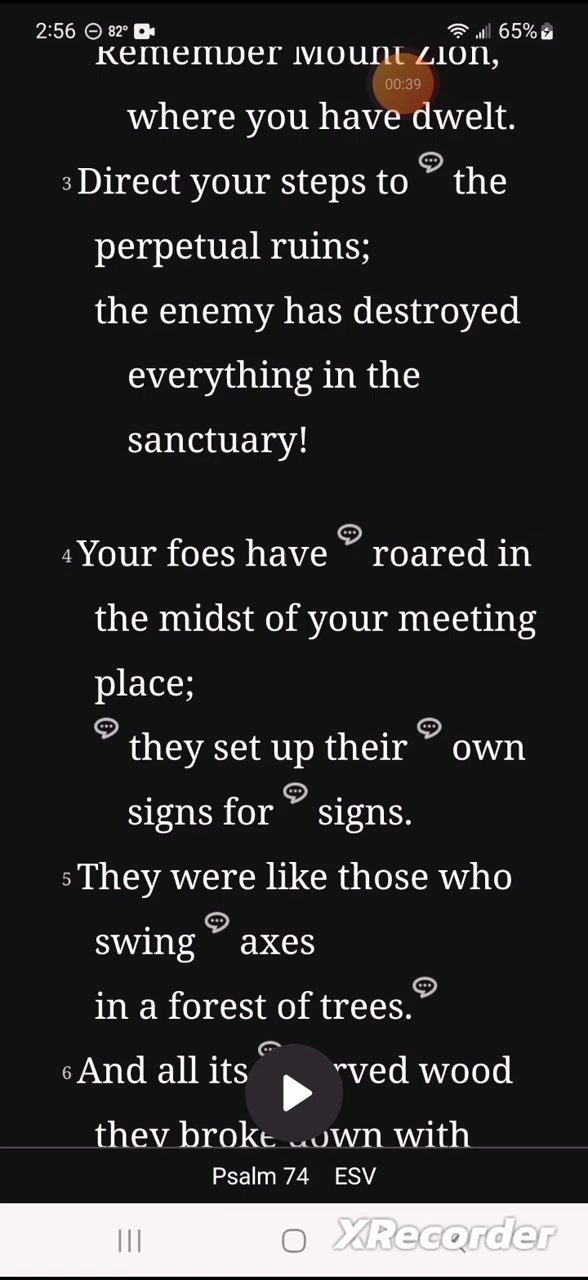 2:56 82° 65%
Remember Mount Zion,
00:39
where you have dwelt.
3 Direct your steps to the
perpetual ruins;
the enemy has destroyed
everything in the
sanctuary!
4 Your foes have roared in
the midst of your meeting
place;
they set up their own
signs for signs.
5 They were like those who
swing axes
in a forest of trees.
6 And all its rved wood
they broke down with
Psalm 74 ESV
XRecorder